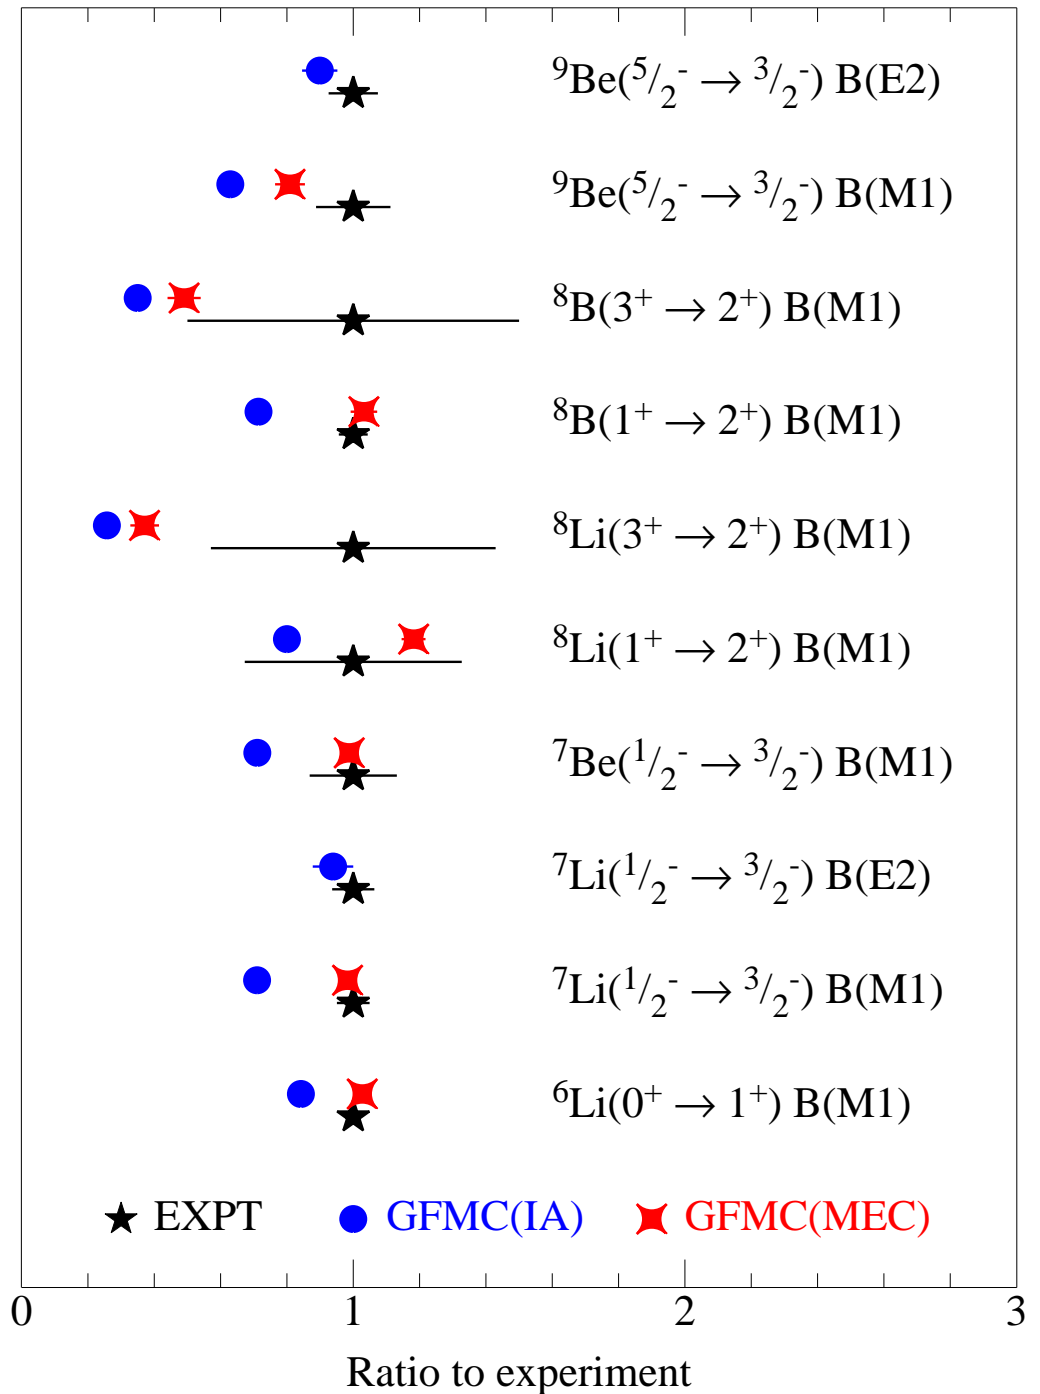 ⁹Be(⁵/₂⁻ → ³/₂⁻) B(E2)
⁹Be(⁵/₂⁻ → ³/₂⁻) B(M1)
⁸B(3⁺ → 2⁺) B(M1)
⁸B(1⁺ → 2⁺) B(M1)
⁸Li(3⁺ → 2⁺) B(M1)
⁸Li(1⁺ → 2⁺) B(M1)
⁷Be(¹/₂⁻ → ³/₂⁻) B(M1)
⁷Li(¹/₂⁻ → ³/₂⁻) B(E2)
⁷Li(¹/₂⁻ → ³/₂⁻) B(M1)
⁶Li(0⁺ → 1⁺) B(M1)
EXPT GFMC(IA) GFMC(MEC)
0 1 2 3
Ratio to experiment